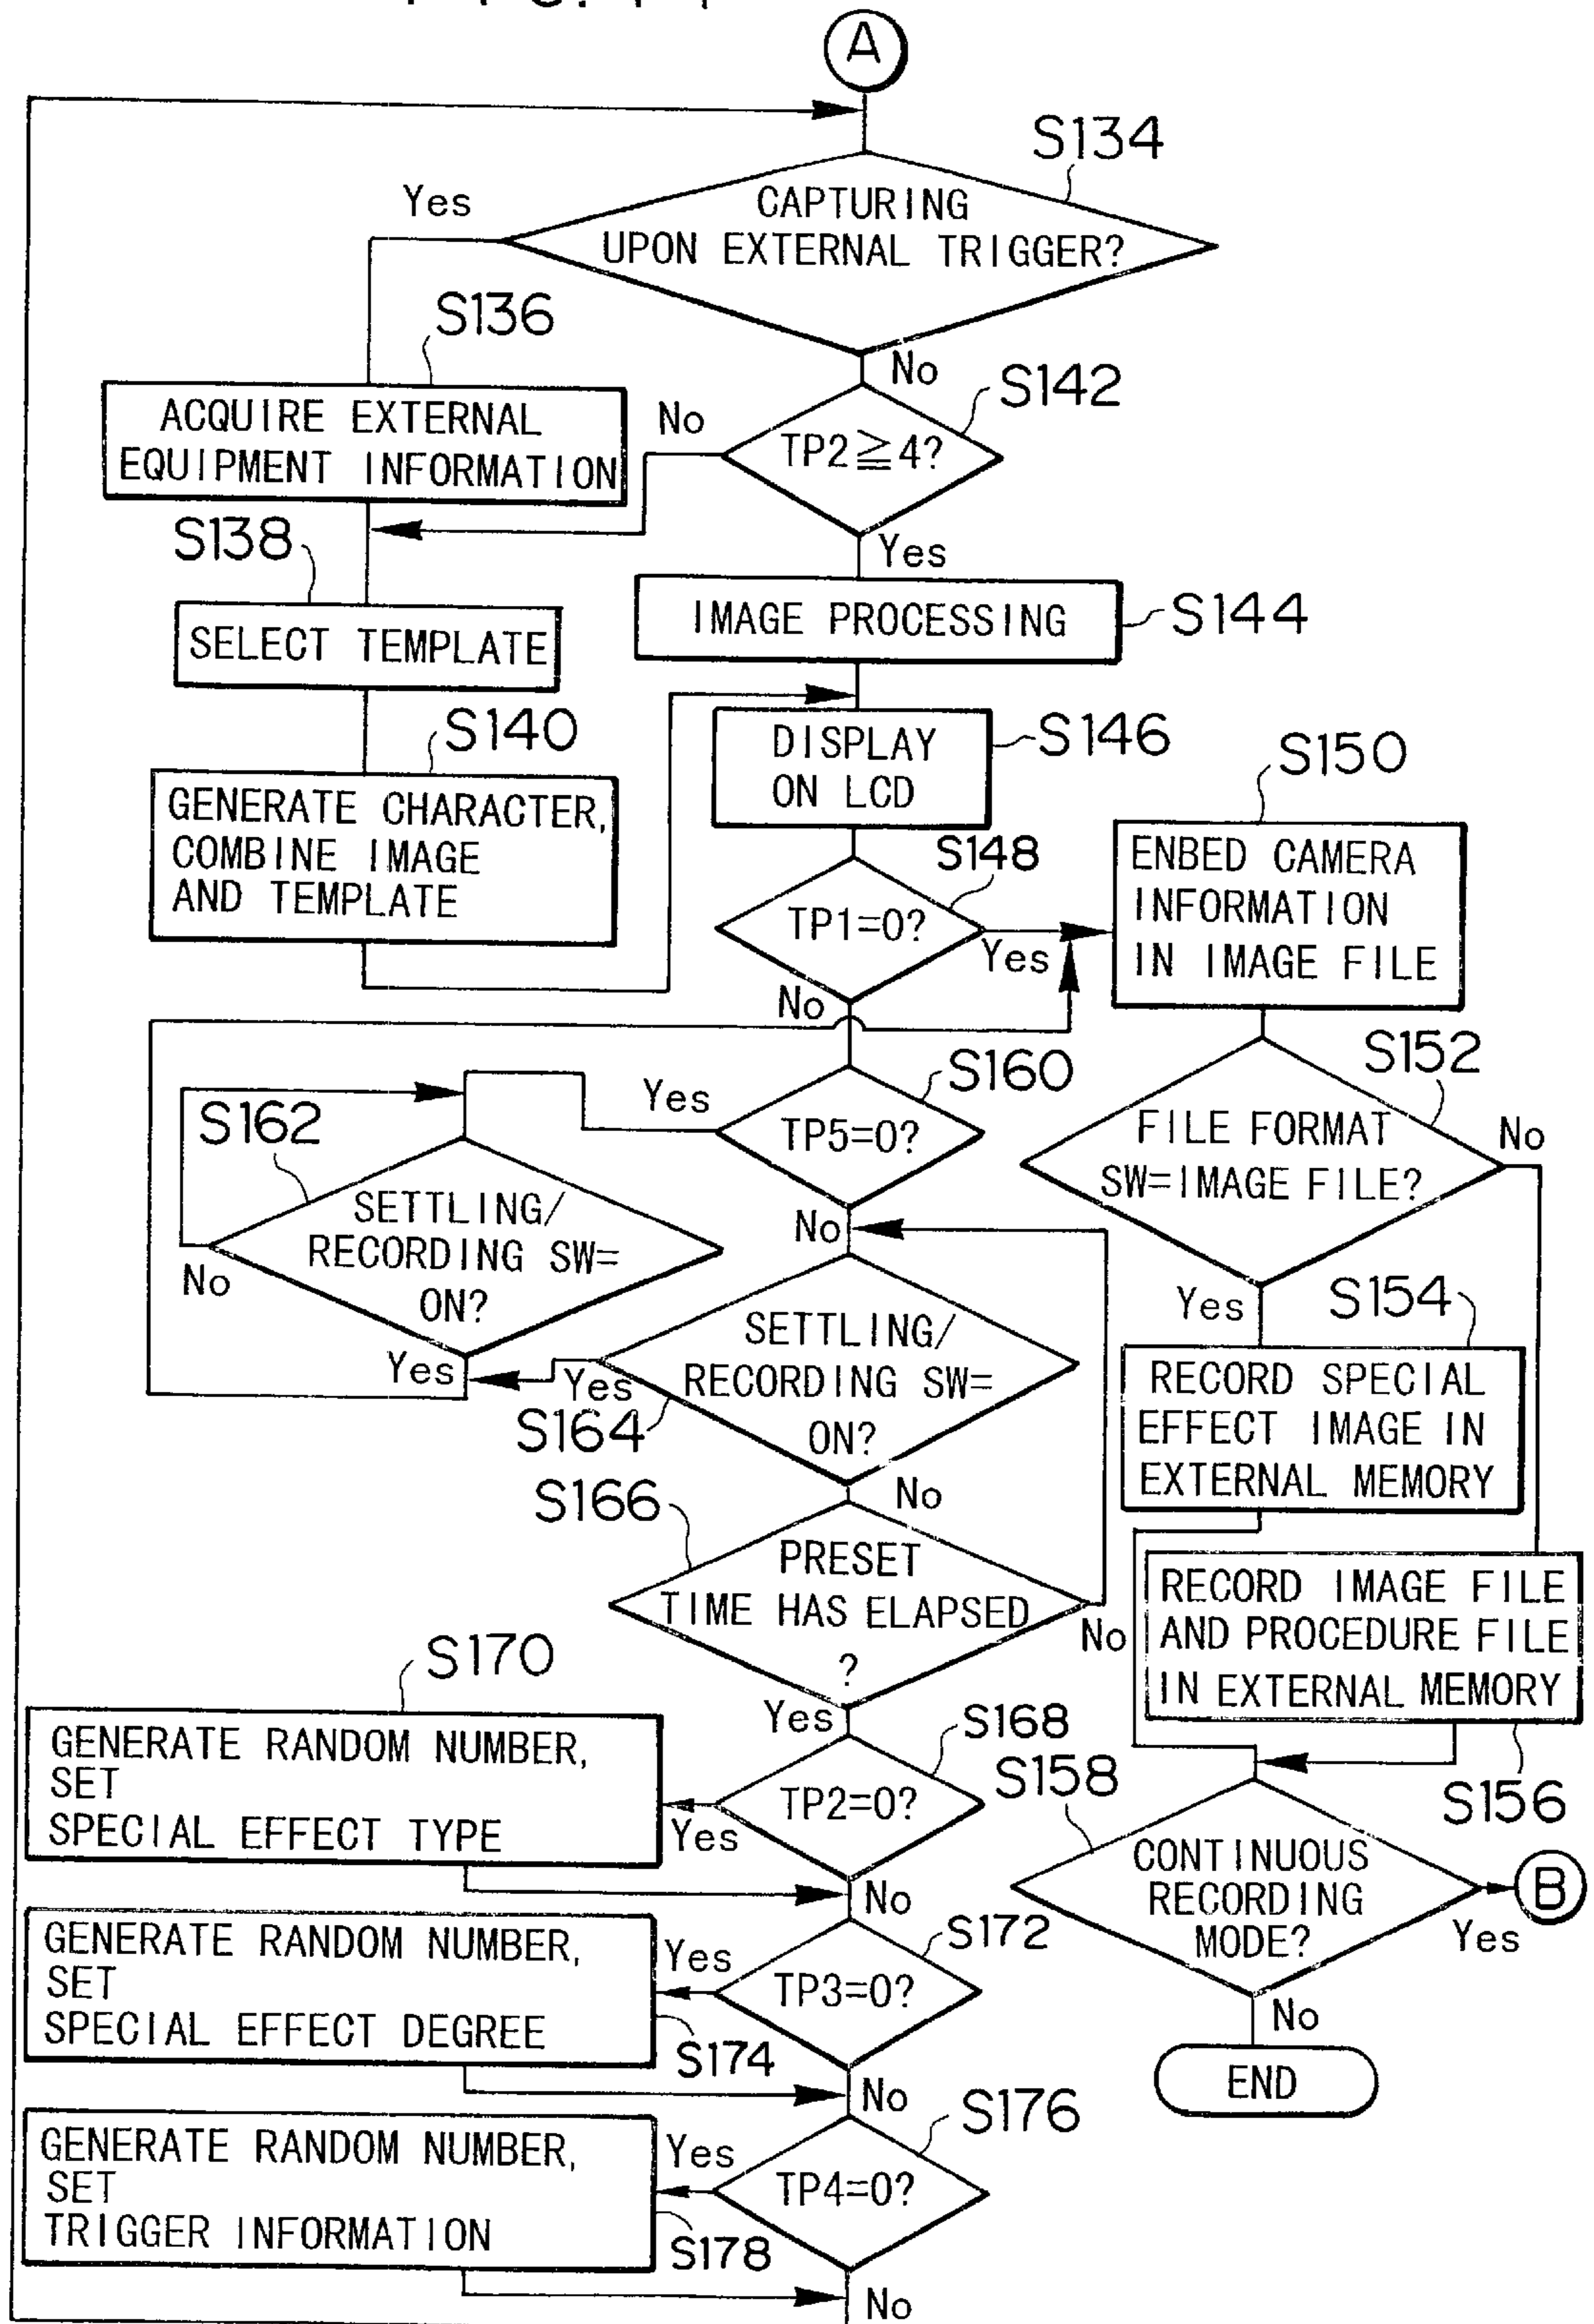 A
S134
Yes
CAPTURING
UPON EXTERNAL TRIGGER?
S136
No
S142
ACQUIRE EXTERNAL
EQUIPMENT INFORMATION
No
TP2≧4?
S138
Yes
SELECT TEMPLATE
IMAGE PROCESSING
S144
S140
GENERATE CHARACTER,
COMBINE IMAGE
AND TEMPLATE
DISPLAY
ON LCD
S146
S150
S148
ENBED CAMERA
INFORMATION
IN IMAGE FILE
TP1=0?
Yes
No
S160
S152
Yes
TP5=0?
S162
FILE FORMAT
SW=IMAGE FILE?
No
SETTLING/
RECORDING SW=
ON?
No
No
Yes
S154
SETTLING/
RECORDING SW=
ON?
Yes
Yes
S164
RECORD SPECIAL
EFFECT IMAGE IN
EXTERNAL MEMORY
No
S166
PRESET
TIME HAS ELAPSED
?
No
RECORD IMAGE FILE
AND PROCEDURE FILE
IN EXTERNAL MEMORY
S170
Yes
S168
GENERATE RANDOM NUMBER,
SET
SPECIAL EFFECT TYPE
TP2=0?
Yes
S158
S156
CONTINUOUS
RECORDING
MODE?
B
Yes
No
GENERATE RANDOM NUMBER,
SET
SPECIAL EFFECT DEGREE
Yes
S172
TP3=0?
S174
No
END
No
S176
GENERATE RANDOM NUMBER,
SET
TRIGGER INFORMATION
Yes
TP4=0?
S178
No